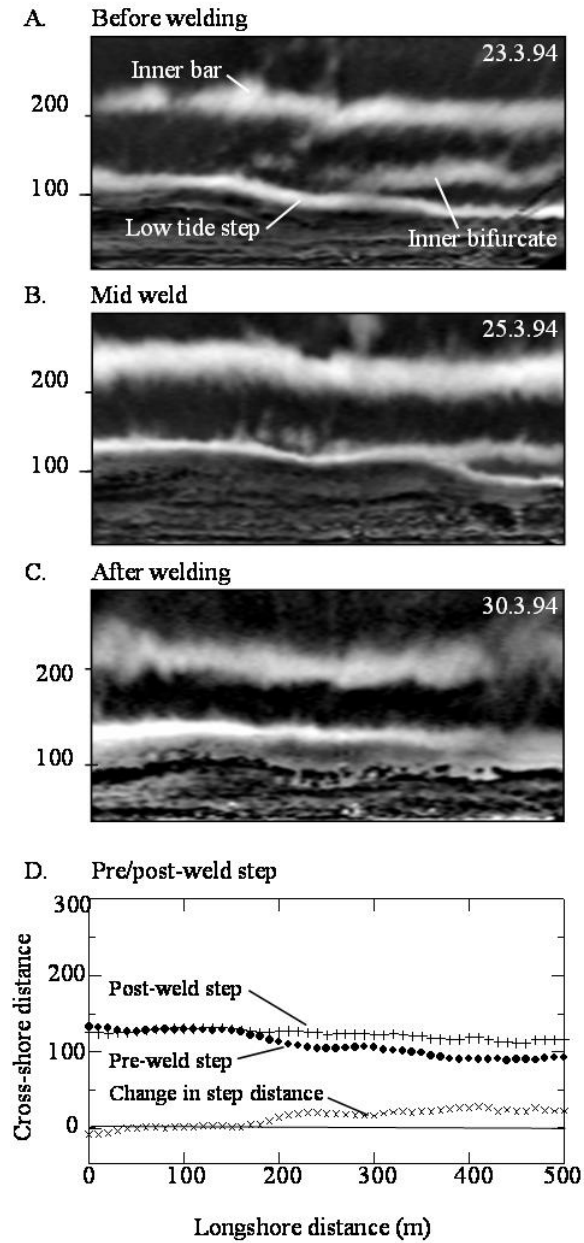 A. Before welding
23.3.94
Inner bar
200
100
Low tide step
Inner bifurcate
B. Mid weld
25.3.94
200
100
C. After welding
30.3.94
200
100
D. Pre/post-weld step
300
200
100
0
Cross-shore distance
Post-weld step
Pre-weld step
Change in step distance
0 100 200 300 400 500
Longshore distance (m)